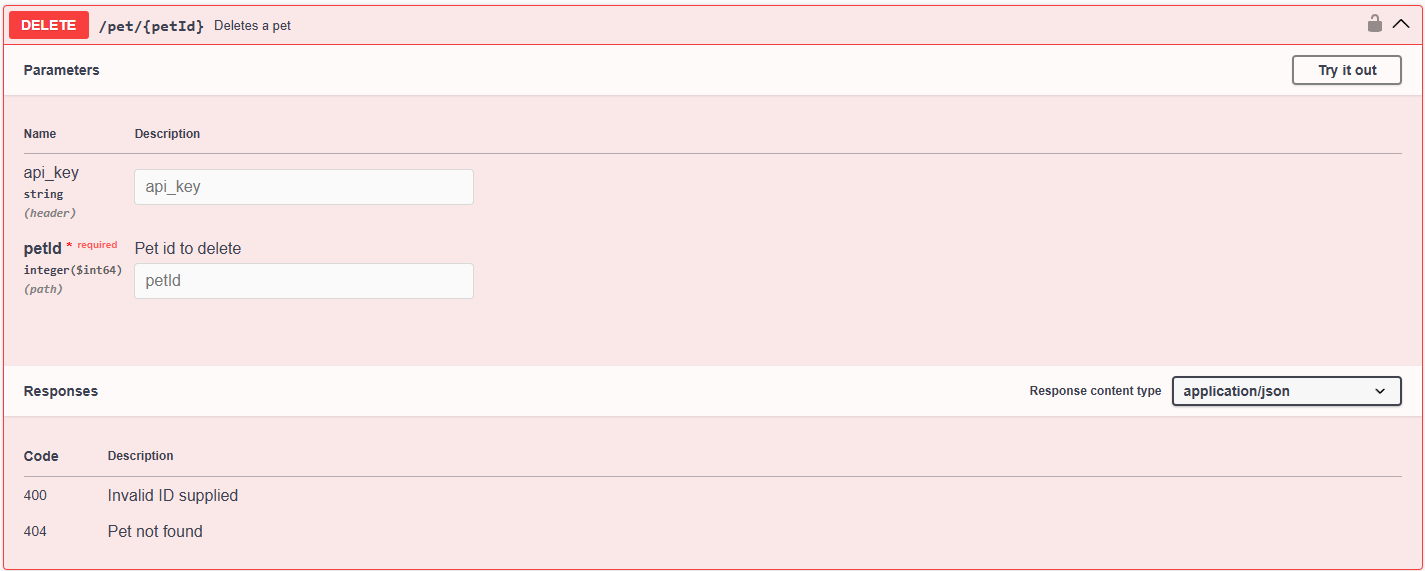 DELETE /pet/{petId} Deletes a pet
Parameters Try it out
Name Description
api_key
string
(header)
api_key
petId * required
integer($int64)
(path)
Pet id to delete
petId
Responses Response content type application/json
Code Description
400 Invalid ID supplied
404 Pet not found